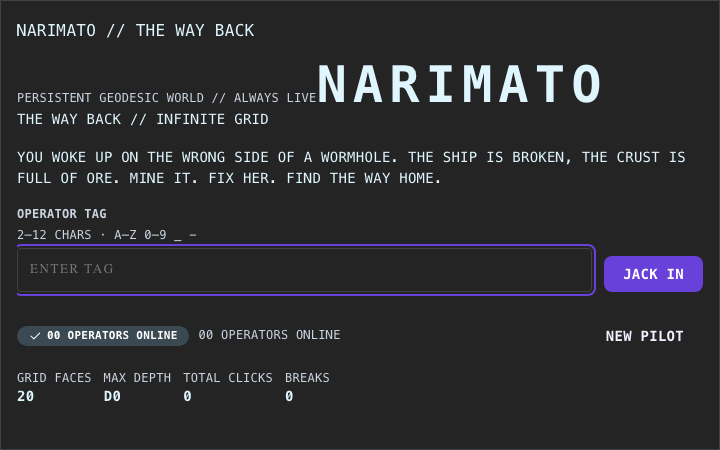 NARIMATO // THE WAY BACK
PERSISTENT GEODESIC WORLD // ALWAYS LIVE NARIMATO
THE WAY BACK // INFINITE GRID
YOU WOKE UP ON THE WRONG SIDE OF A WORMHOLE. THE SHIP IS BROKEN, THE CRUST IS
FULL OF ORE. MINE IT. FIX HER. FIND THE WAY HOME.
OPERATOR TAG
2–12 CHARS · A–Z 0–9 _ −
ENTER TAG
JACK IN
00 OPERATORS ONLINE 00 OPERATORS ONLINE
NEW PILOT
GRID FACES MAX DEPTH TOTAL CLICKS BREAKS
20 D0 0 0